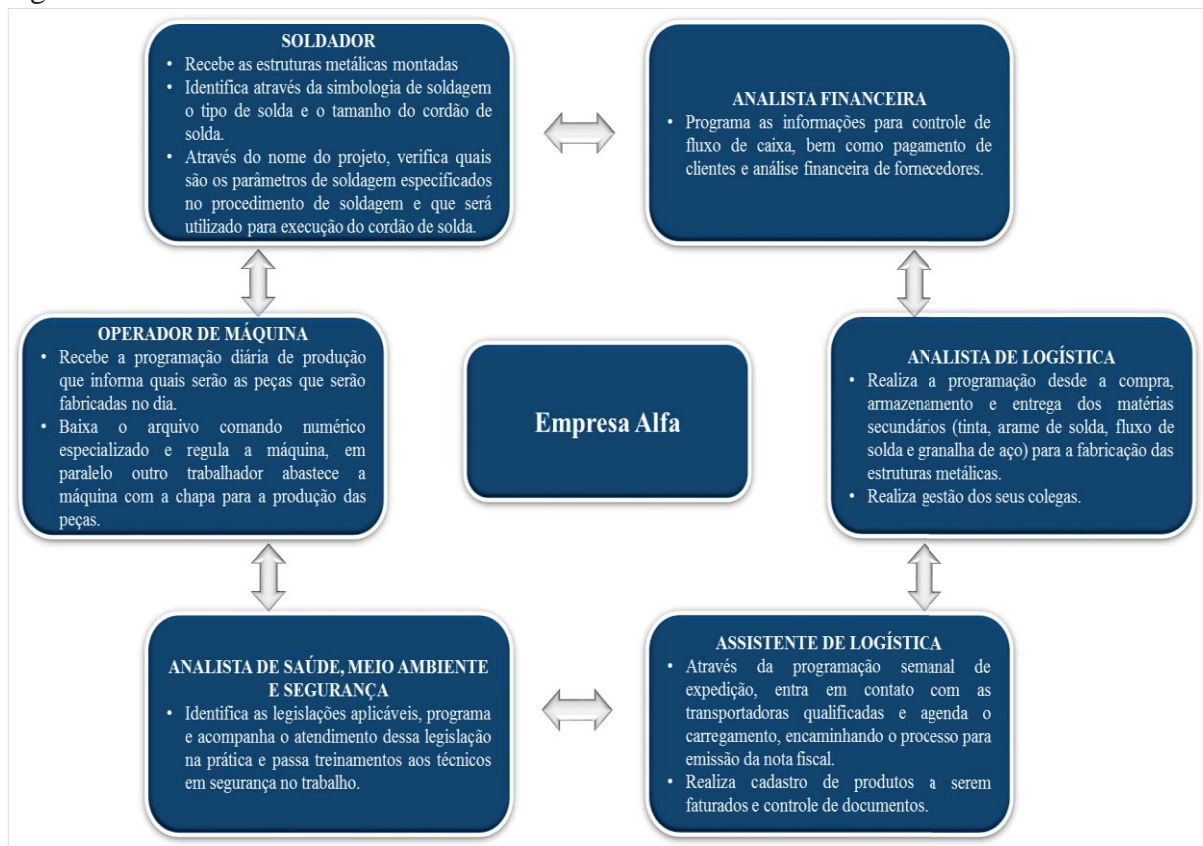 SOLDADOR
• Recebe as estruturas metálicas montadas
• Identifica através da simbologia de soldagem
o tipo de solda e o tamanho do cordão de
solda.
• Através do nome do projeto, verifica quais
são os parâmetros de soldagem especificados
no procedimento de soldagem e que será
utilizado para execução do cordão de solda.
ANALISTA FINANCEIRA
• Programa as informações para controle de
fluxo de caixa, bem como pagamento de
clientes e análise financeira de fornecedores.
OPERADOR DE MÁQUINA
• Recebe a programação diária de produção
que informa quais serão as peças que serão
fabricadas no dia.
• Baixa o arquivo comando numérico
especializado e regula a máquina, em
paralelo outro trabalhador abastece a
máquina com a chapa para a produção das
peças.
Empresa Alfa
ANALISTA DE LOGÍSTICA
• Realiza a programação desde a compra,
armazenamento e entrega dos matérias
secundários (tinta, arame de solda, fluxo de
solda e granalha de aço) para a fabricação das
estruturas metálicas.
• Realiza gestão dos seus colegas.
ANALISTA DE SAÚDE, MEIO AMBIENTE
E SEGURANÇA
• Identifica as legislações aplicáveis, programa
e acompanha o atendimento dessa legislação
na prática e passa treinamentos aos técnicos
em segurança no trabalho.
ASSISTENTE DE LOGÍSTICA
• Através da programação semanal de
expedição, entra em contato com as
transportadoras qualificadas e agenda o
carregamento, encaminhando o processo para
emissão da nota fiscal.
• Realiza cadastro de produtos a serem
faturados e controle de documentos.